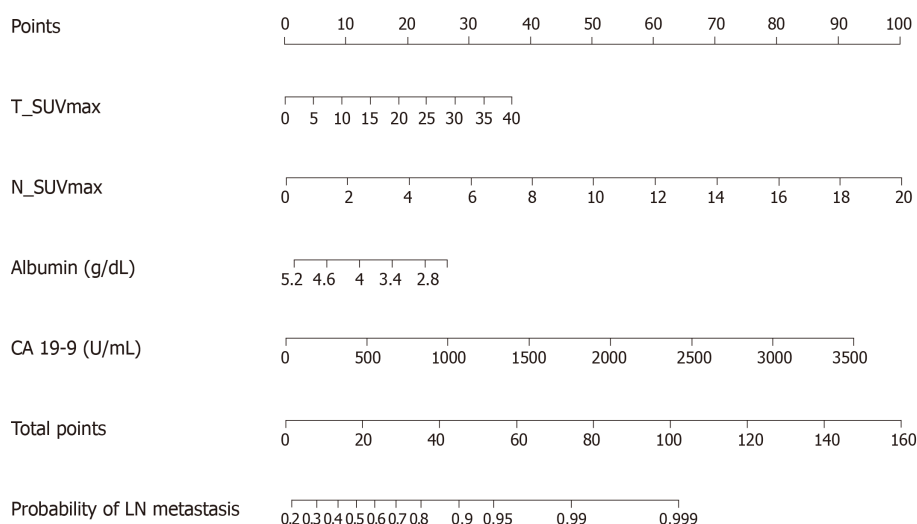 Points 0 10 20 30 40 50 60 70 80 90 100
T_SUVmax
0 5 10 15 20 25 30 35 40
N_SUVmax
0 2 4 6 8 10 12 14 16 18 20
Albumin (g/dL)
5.2 4.6 4 3.4 2.8
CA 19-9 (U/mL)
0 500 1000 1500 2000 2500 3000 3500
Total points
0 20 40 60 80 100 120 140 160
Probability of LN metastasis
0.2 0.3 0.4 0.5 0.6 0.7 0.8 0.9 0.95 0.99 0.999